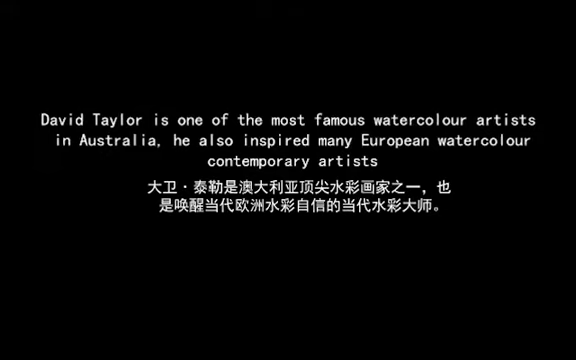 David Taylor is one of the most famous watercolour artists
in Australia, he also inspired many European watercolour
contemporary artists
大卫·泰勒是澳大利亚顶尖水彩画家之一，也
是唤醒当代欧洲水彩自信的当代水彩大师。